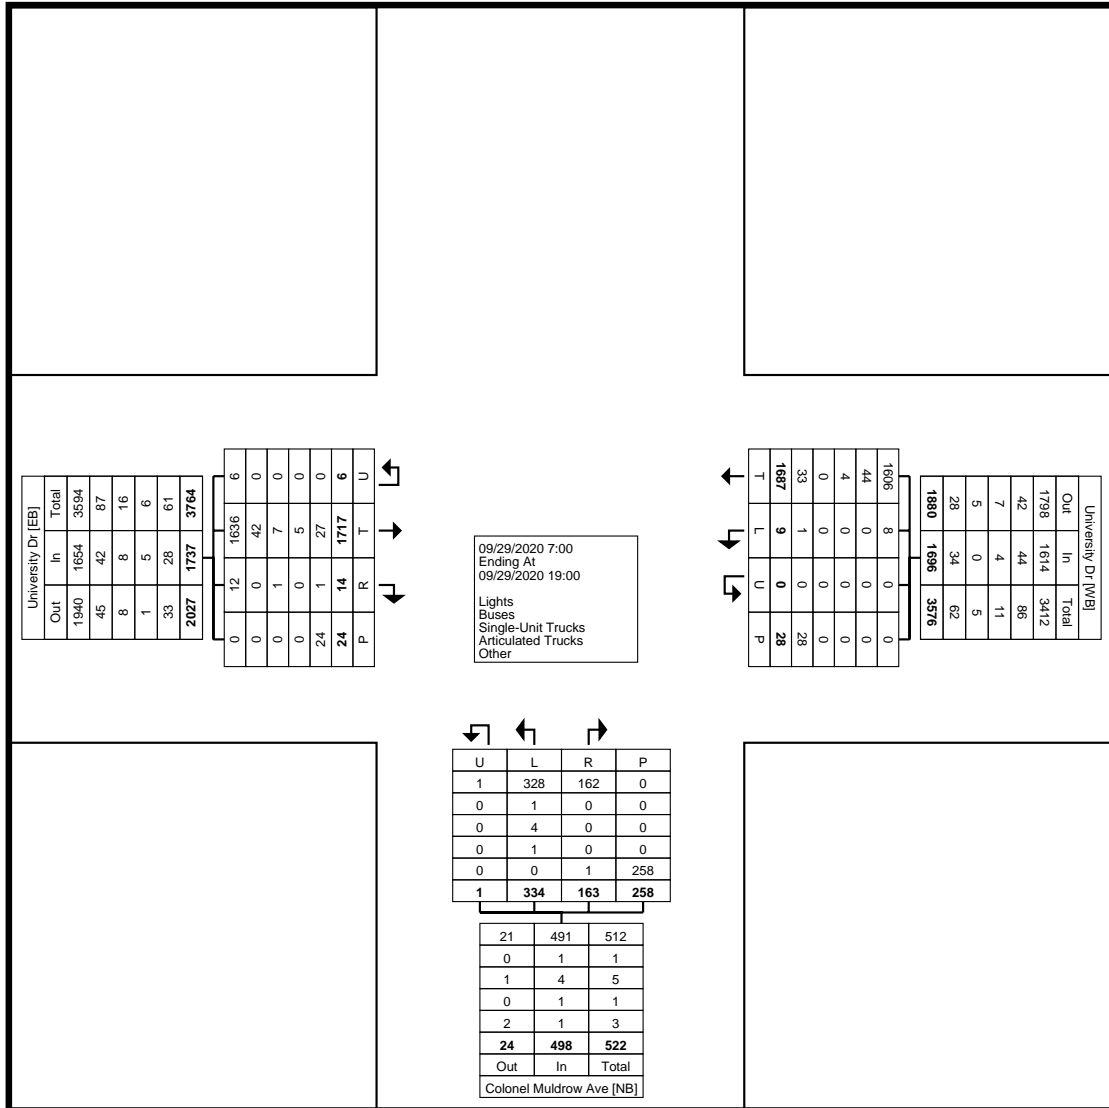 U T R P
6 1717 14 24
0 27 1 24
0 5 0 0
0 7 1 0
0 42 0 0
6 1636 12 0
3764 1737 2027
61 28 33
6 5 1
16 8 8
87 42 45
3594 1654 1940
Total In Out
University Dr [EB]
09/29/2020 7:00
Ending At
09/29/2020 19:00
Lights
Buses
Single-Unit Trucks
Articulated Trucks
Other
University Dr [WB]
Out In Total
1798 1614 3412
42 44 86
7 4 11
5 0 5
28 34 62
1880 1696 3576
1606 8 0 0
44 0 0 0
4 0 0 0
0 0 0 0
33 1 0 28
1687 9 0 28
T L U P
U L R P
1 328 162 0
0 1 0 0
0 4 0 0
0 1 0 0
0 0 1 258
1 334 163 258
21 491 512
0 1 1
1 4 5
0 1 1
2 1 3
24 498 522
Out In Total
Colonel Muldrow Ave [NB]